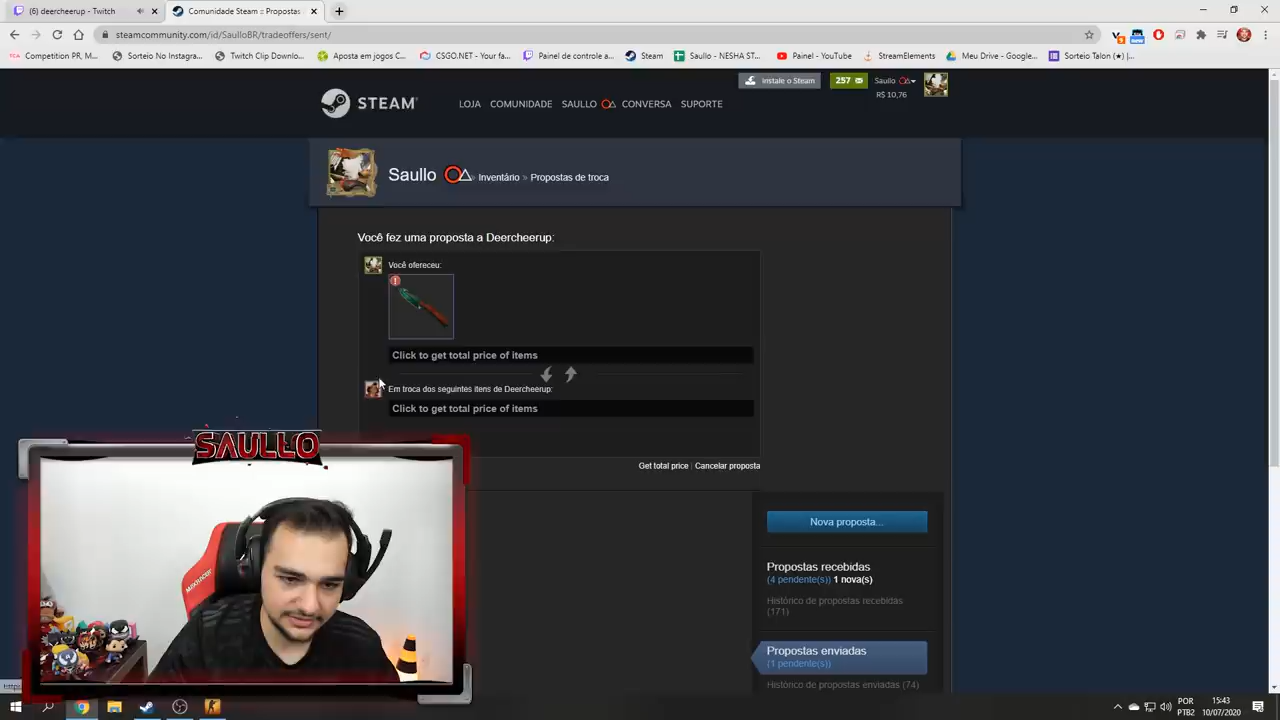 deercheerup - Twitch
Comunidade Steam :: Propostas
steamcommunity.com/id/SaulloBR/tradeoffers/sent/
Competition PR, M...
Sorteio No Instagra...
Twitch Clip Downlo...
Aposta em jogos C...
CSGO.NET - Your fa...
Painel de controle a...
Steam
Saullo - NESHA ST...
Painel - YouTube
StreamElements
Meu Drive - Google...
Sorteio Talon (★) |...
Instale o Steam
257
Saullo
R$ 10,76
STEAM
LOJA
COMUNIDADE
SAULLO
CONVERSA
SUPORTE
Saullo » Inventário » Propostas de troca
Você fez uma proposta a Deercheerup:
Você ofereceu:
Click to get total price of items
Em troca dos seguintes itens de Deercheerup:
Click to get total price of items
Get total price | Cancelar proposta
Nova proposta...
Propostas recebidas
(4 pendente(s)) 1 nova(s)
Histórico de propostas recebidas
(171)
Propostas enviadas
(1 pendente(s))
Histórico de propostas enviadas (74)
SAULLO
MAXRACER
POR
PTB2
15:43
10/07/2020